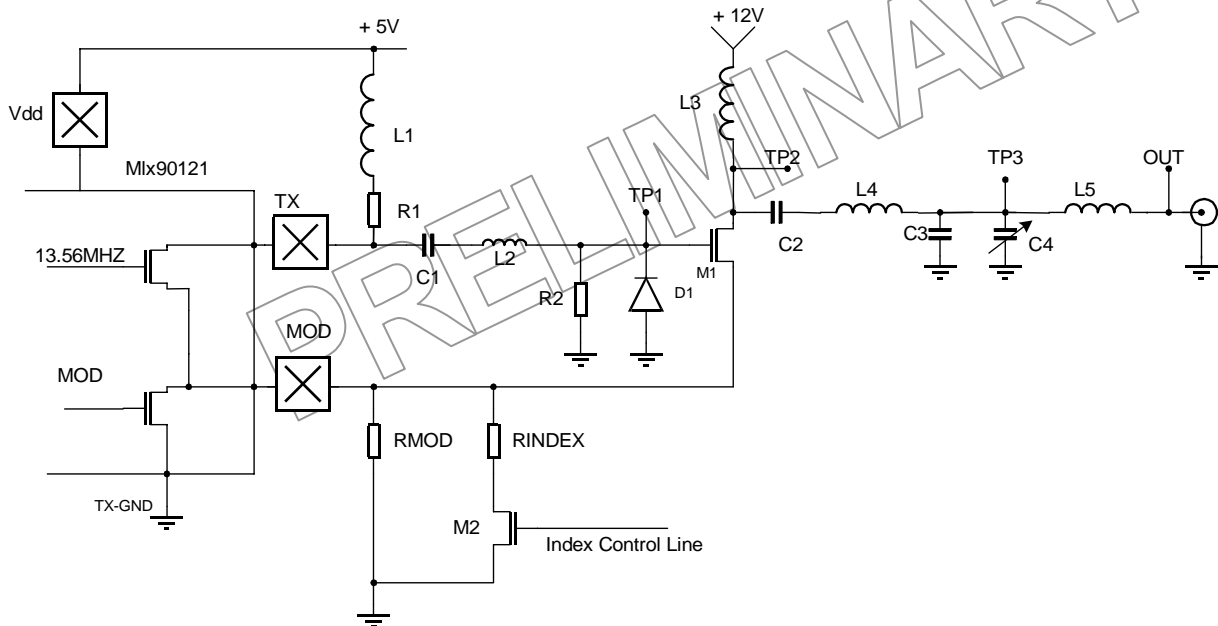 PRELIMINARY
+ 5V
+ 12V
Vdd
L1
L3
Mlx90121
TX
R1
TP1
TP2
TP3
OUT
L4
L5
13.56MHZ
C1
L2
R2
D1
M1
C2
C3
C4
MOD
MOD
RMOD
RINDEX
TX-GND
M2
Index Control Line